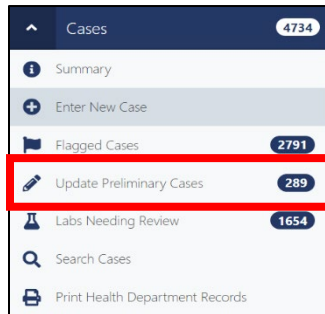 Cases 4734
Summary
Enter New Case
Flagged Cases 2791
Update Preliminary Cases 289
Labs Needing Review 1654
Search Cases
Print Health Department Records